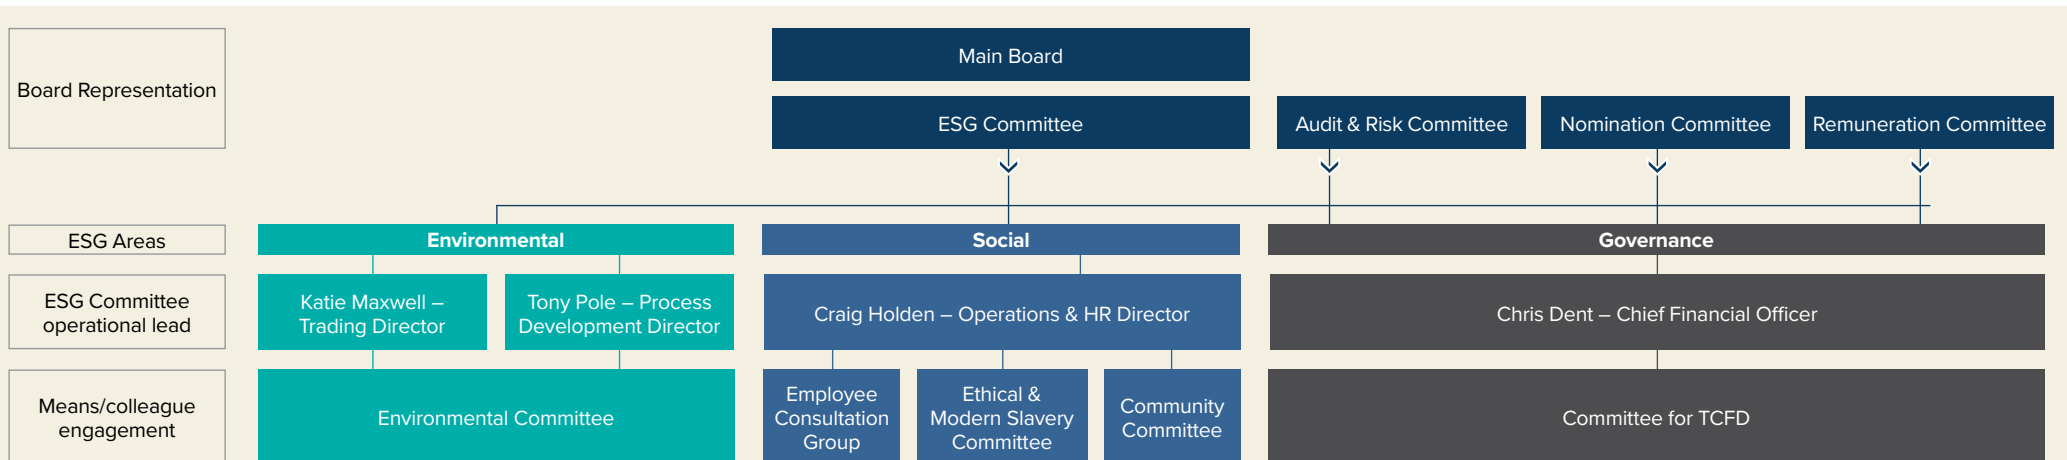 Board Representation
Main Board
ESG Committee
Audit & Risk Committee
Nomination Committee
Remuneration Committee
ESG Areas
Environmental
Social
Governance
ESG Committee
operational lead
Katie Maxwell –
Trading Director
Tony Pole – Process
Development Director
Craig Holden – Operations & HR Director
Chris Dent – Chief Financial Officer
Means/colleague
engagement
Environmental Committee
Employee
Consultation
Group
Ethical &
Modern Slavery
Committee
Community
Committee
Committee for TCFD